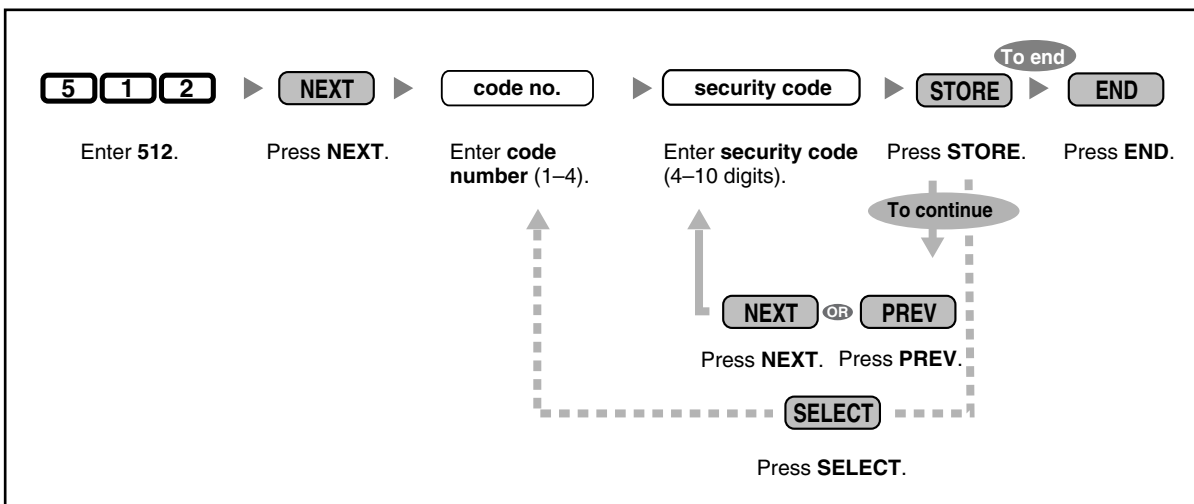 To end
5 1 2 NEXT code no. security code STORE END
Enter 512. Press NEXT. Enter code number (1–4). Enter security code (4–10 digits). Press STORE. Press END.
To continue
NEXT OR PREV
Press NEXT. Press PREV.
SELECT
Press SELECT.